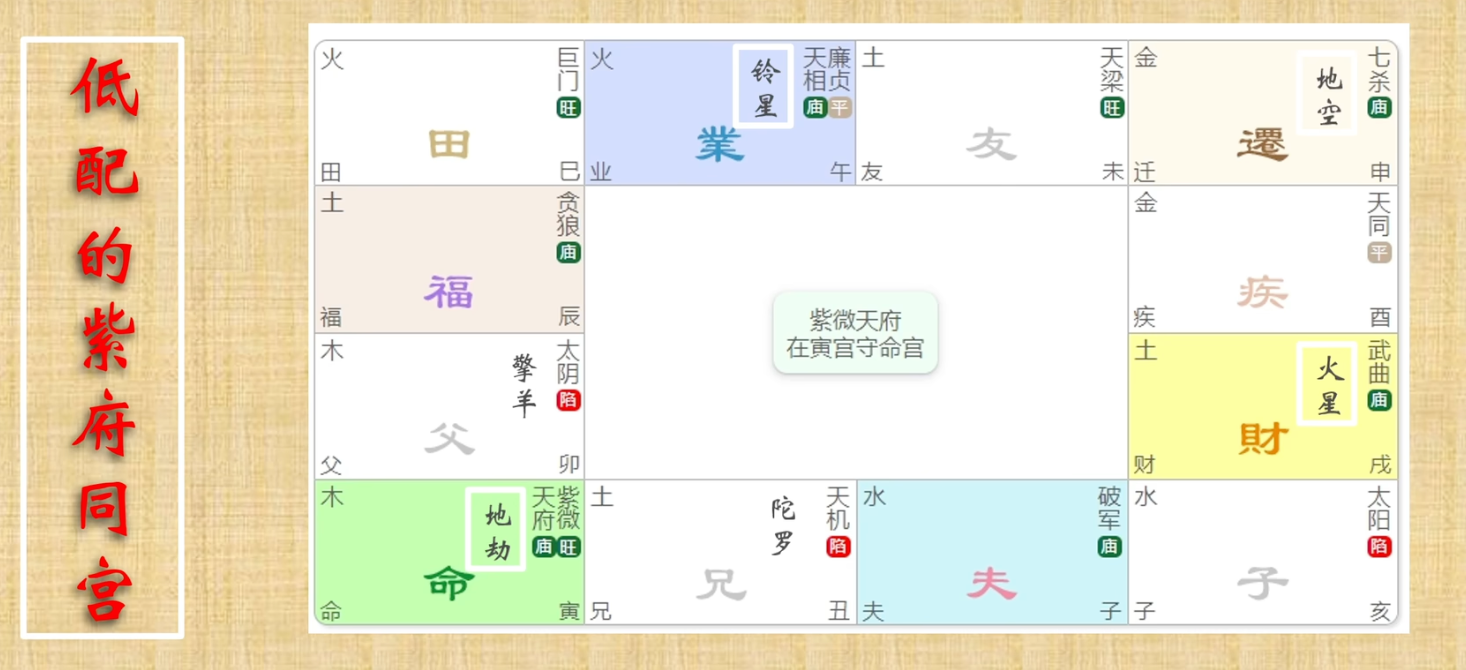 低配的紫府同宫
火
巨门
旺
田
田
巳
火
铃星
天相
廉贞
庙
平
業
业
午
土
天梁
旺
友
友
未
金
地空
七杀
庙
遷
迁
申
土
贪狼
庙
福
福
辰
金
天同
平
疾
疾
酉
木
擎羊
太阴
陷
父
父
卯
紫微天府
在寅宫守命宫
土
火星
武曲
庙
財
财
戌
木
地劫
天府
紫微
庙
旺
命
命
寅
土
陀罗
天机
陷
兄
兄
丑
水
破军
庙
夫
夫
子
水
太阳
陷
子
子
亥